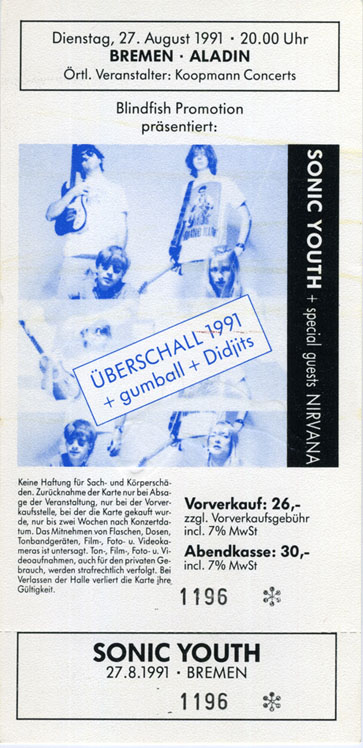 Dienstag, 27. August 1991 · 20.00 Uhr
BREMEN · ALADIN
Örtl. Veranstalter: Koopmann Concerts
Blindfish Promotion
präsentiert:
SONIC YOUTH + special guests NIRVANA
ÜBERSCHALL 1991
+ gumball + Didjits
Keine Haftung für Sach- und Körperschä-
den. Zurücknahme der Karte nur bei Absa-
ge der Veranstaltung, nur bei der Vorver-
kaufsstelle, bei der die Karte gekauft wur-
de, nur bis zwei Wochen nach Konzertda-
tum. Das Mitnehmen von Flaschen, Dosen,
Tonbandgeräten, Film-, Foto- u. Videoka-
meras ist untersagt. Ton-, Film-, Foto- u. Vi-
deoaufnahmen, auch für den privaten Ge-
brauch, werden strafrechtlich verfolgt. Bei
Verlassen der Halle verliert die Karte ihre
Gültigkeit.
Vorverkauf: 26,-
zzgl. Vorverkaufsgebühr
incl. 7% MwSt
Abendkasse: 30,-
incl. 7% MwSt
1196
SONIC YOUTH
27.8.1991 · BREMEN
1196